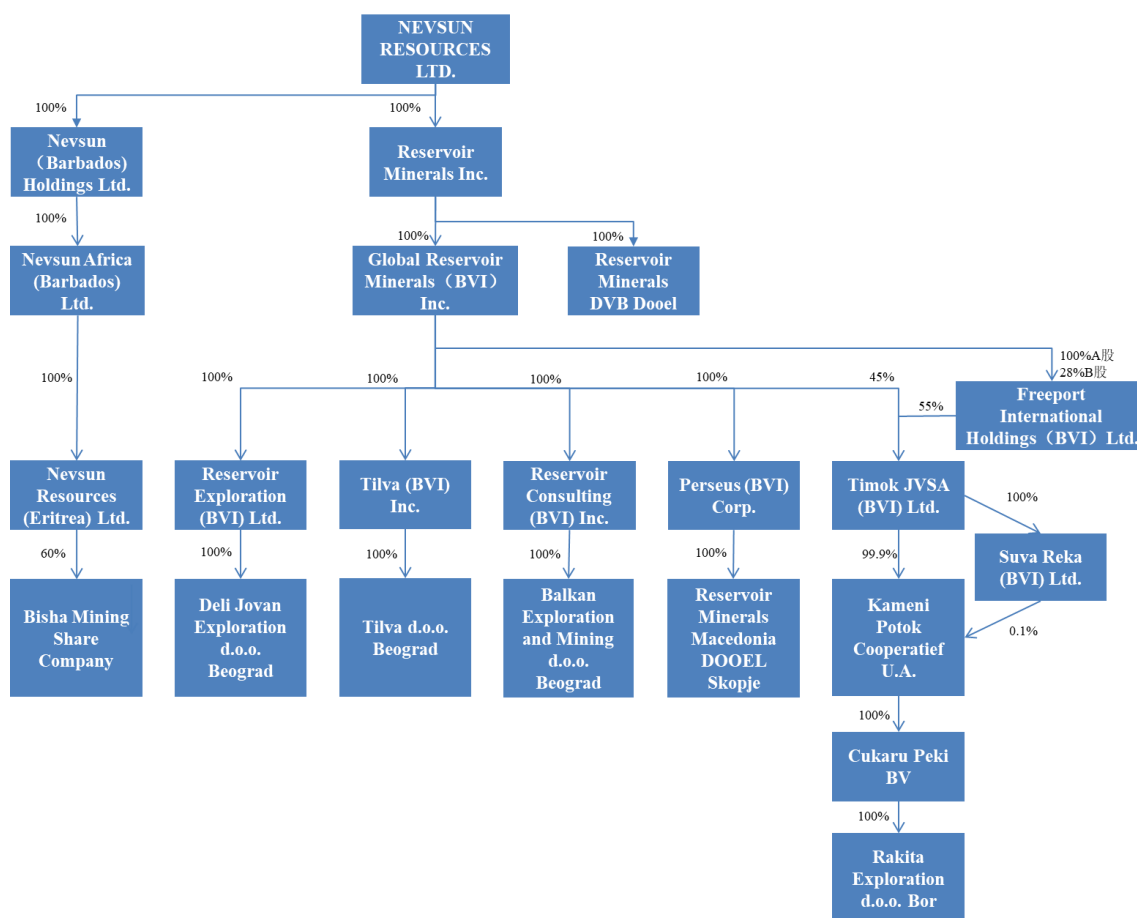 NEVSUN
RESOURCES
LTD.
100%
100%
Nevsun
（Barbados)
Holdings Ltd.
Reservoir
Minerals Inc.
100%
100%
100%
Nevsun Africa
(Barbados)
Ltd.
Global Reservoir
Minerals（BVI）
Inc.
Reservoir
Minerals
DVB Dooel
100%A股
28%B股
100%
100%
100%
100%
100%
45%
55%
Freeport
International
Holdings（BVI）Ltd.
Nevsun
Resources
(Eritrea) Ltd.
Reservoir
Exploration
(BVI) Ltd.
Tilva (BVI)
Inc.
Reservoir
Consulting
(BVI) Inc.
Perseus (BVI)
Corp.
Timok JVSA
(BVI) Ltd.
100%
60%
100%
100%
100%
100%
99.9%
Suva Reka
(BVI) Ltd.
Bisha Mining
Share
Company
Deli Jovan
Exploration
d.o.o.
Beograd
Tilva d.o.o.
Beograd
Balkan
Exploration
and Mining
d.o.o.
Beograd
Reservoir
Minerals
Macedonia
DOOEL
Skopje
Kameni
Potok
Cooperatief
U.A.
0.1%
100%
Cukaru Peki
BV
100%
Rakita
Exploration
d.o.o. Bor